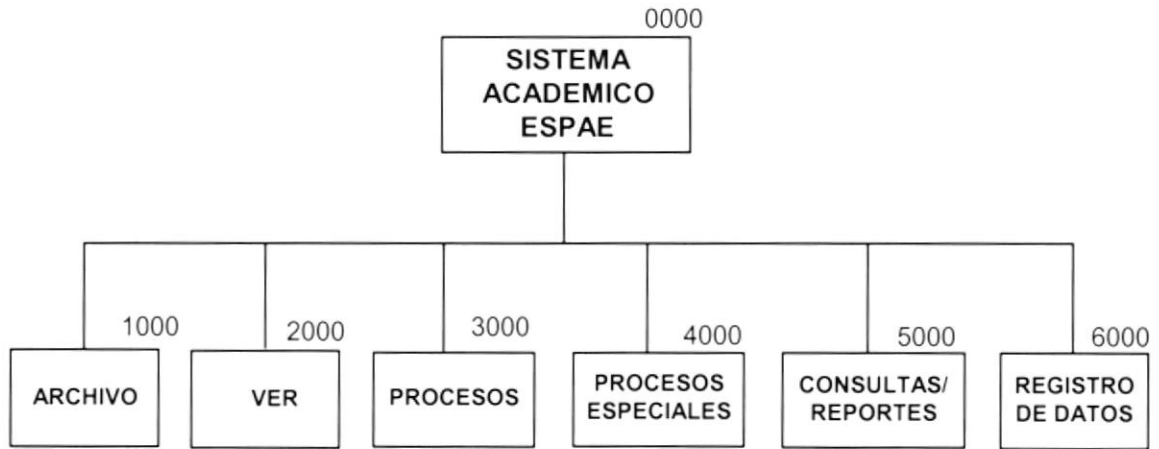 0000
SISTEMA
ACADEMICO
ESPAE
1000
2000
3000
4000
5000
6000
ARCHIVO
VER
PROCESOS
PROCESOS
ESPECIALES
CONSULTAS/
REPORTES
REGISTRO
DE DATOS